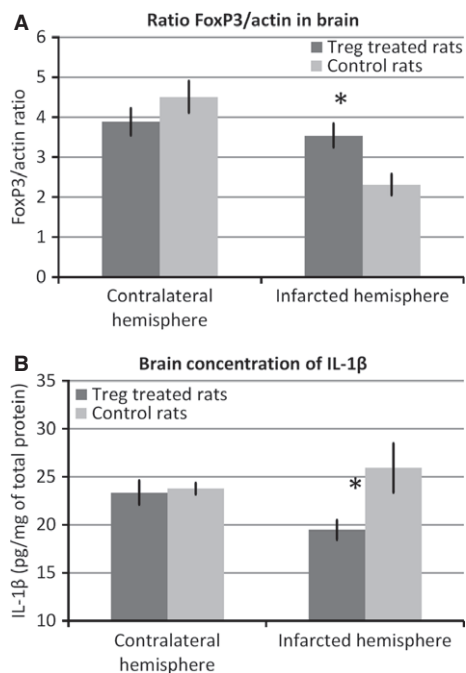 A
Ratio FoxP3/actin in brain
Treg treated rats
Control rats
FoxP3/actin ratio
6
5
4
3
2
1
0
*
Contralateral
hemisphere
Infarcted hemisphere
B
Brain concentration of IL-1β
Treg treated rats
Control rats
IL-1β (pg/mg of total protein)
35
30
25
20
15
10
*
Contralateral
hemisphere
Infarcted hemisphere